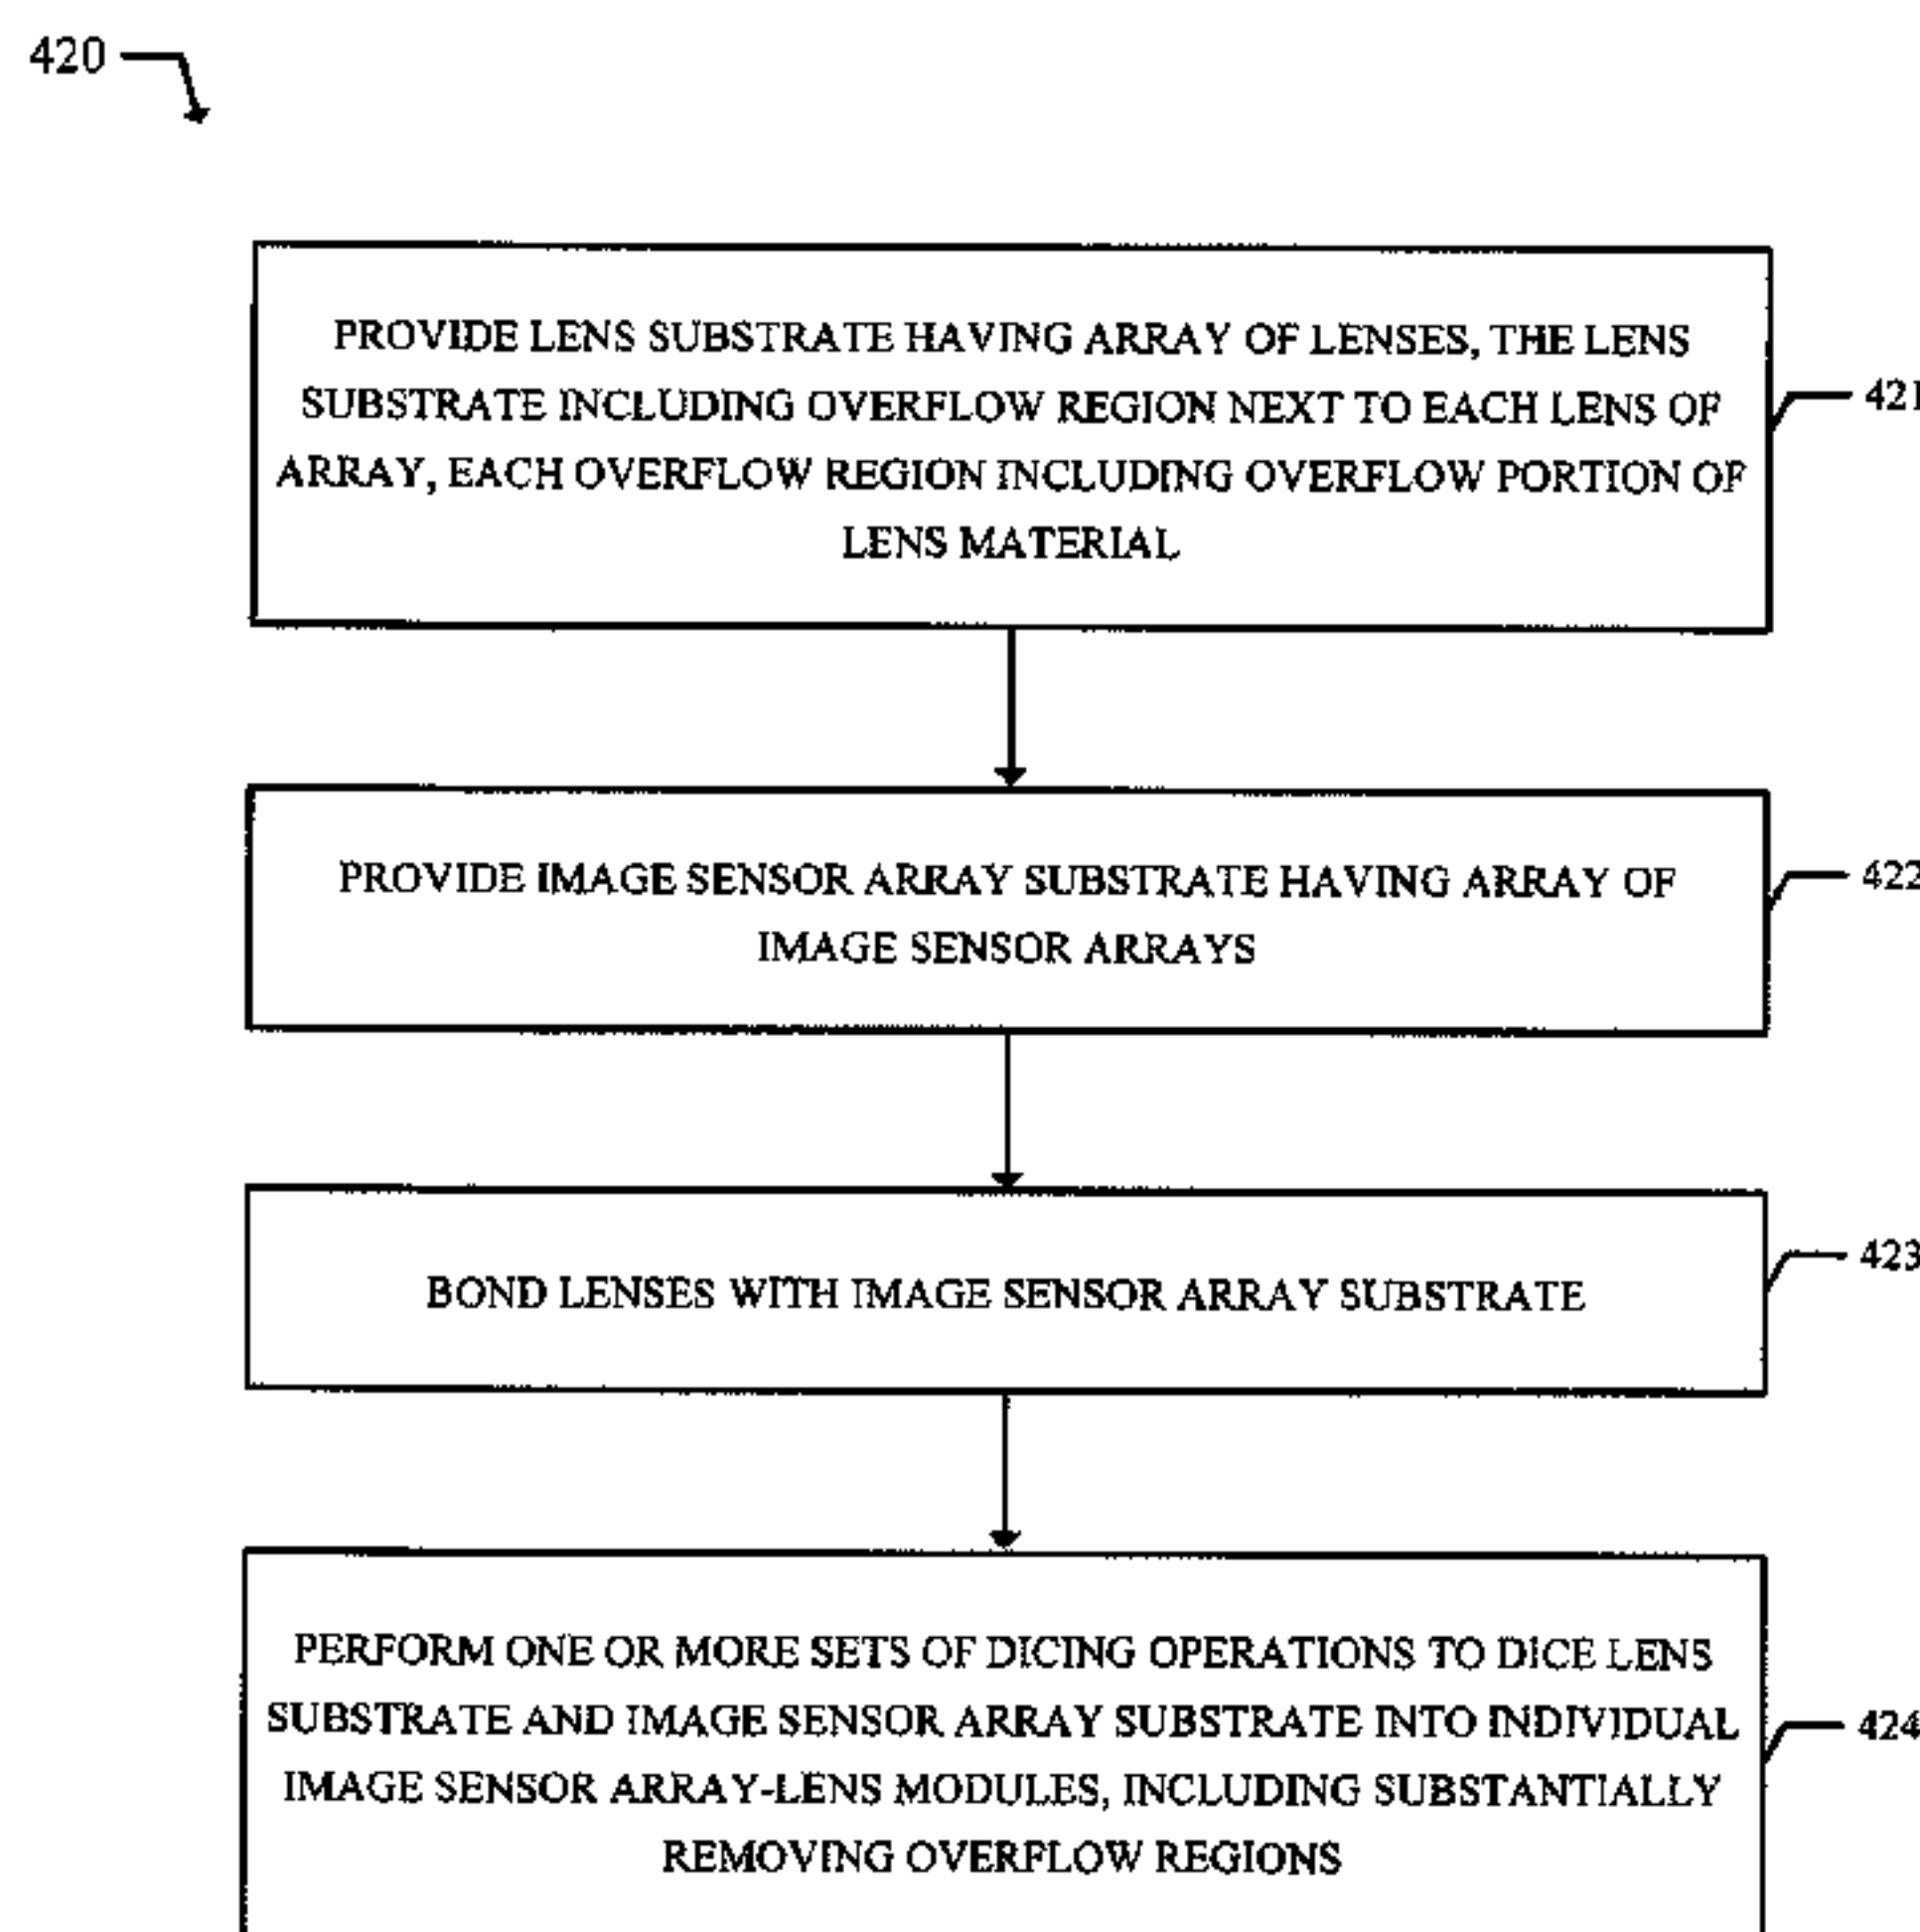 420
PROVIDE LENS SUBSTRATE HAVING ARRAY OF LENSES, THE LENS
SUBSTRATE INCLUDING OVERFLOW REGION NEXT TO EACH LENS OF
ARRAY, EACH OVERFLOW REGION INCLUDING OVERFLOW PORTION OF
LENS MATERIAL
421
PROVIDE IMAGE SENSOR ARRAY SUBSTRATE HAVING ARRAY OF
IMAGE SENSOR ARRAYS
422
BOND LENSES WITH IMAGE SENSOR ARRAY SUBSTRATE
423
PERFORM ONE OR MORE SETS OF DICING OPERATIONS TO DICE LENS
SUBSTRATE AND IMAGE SENSOR ARRAY SUBSTRATE INTO INDIVIDUAL
IMAGE SENSOR ARRAY-LENS MODULES, INCLUDING SUBSTANTIALLY
REMOVING OVERFLOW REGIONS
424